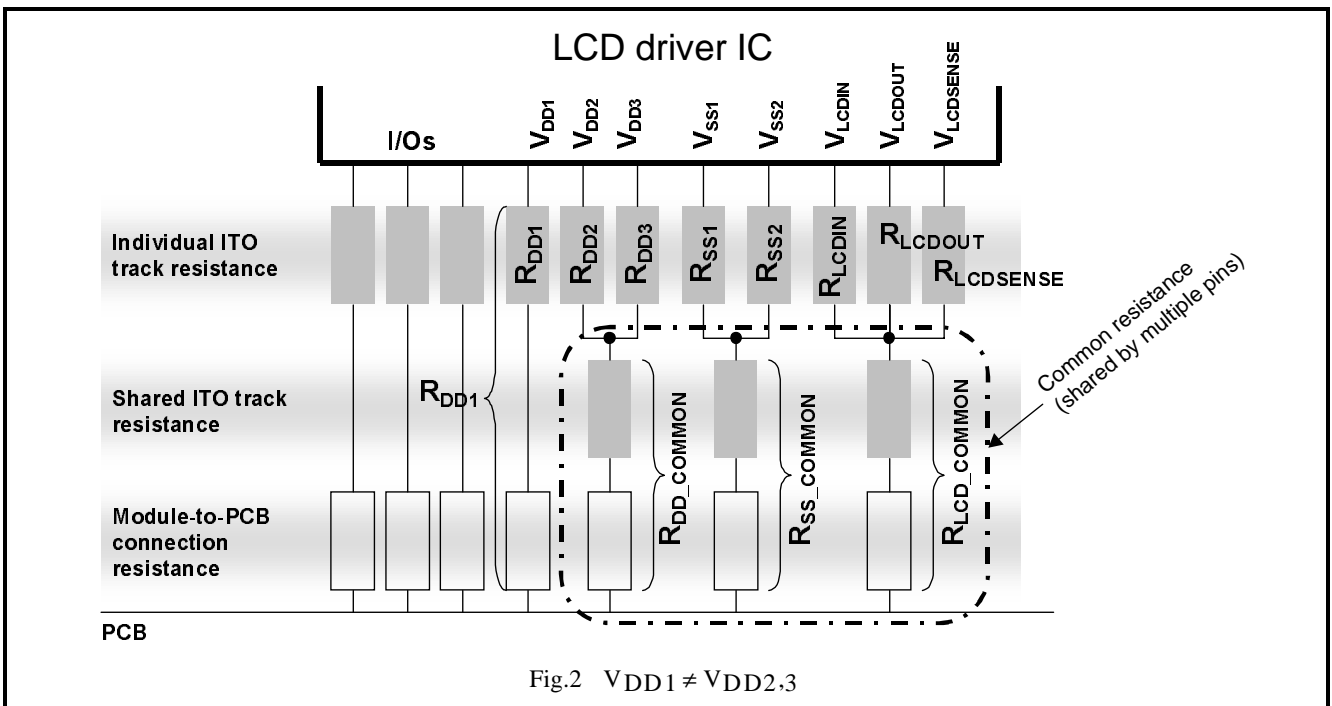 LCD driver IC
I/Os
VDD1
VDD2
VDD3
VSS1
VSS2
VLCDIN
VLCDOUT
VLCDSENSE
Individual ITO
track resistance
RDD1
RDD2
RDD3
RSS1
RSS2
RLCDIN
RLCDOUT
RLCDSENSE
Common resistance
(shared by multiple pins)
Shared ITO track
resistance
RDD1
RDD_COMMON
RSS_COMMON
RLCD_COMMON
Module-to-PCB
connection
resistance
PCB
Fig.2 VDD1 ≠ VDD2,3